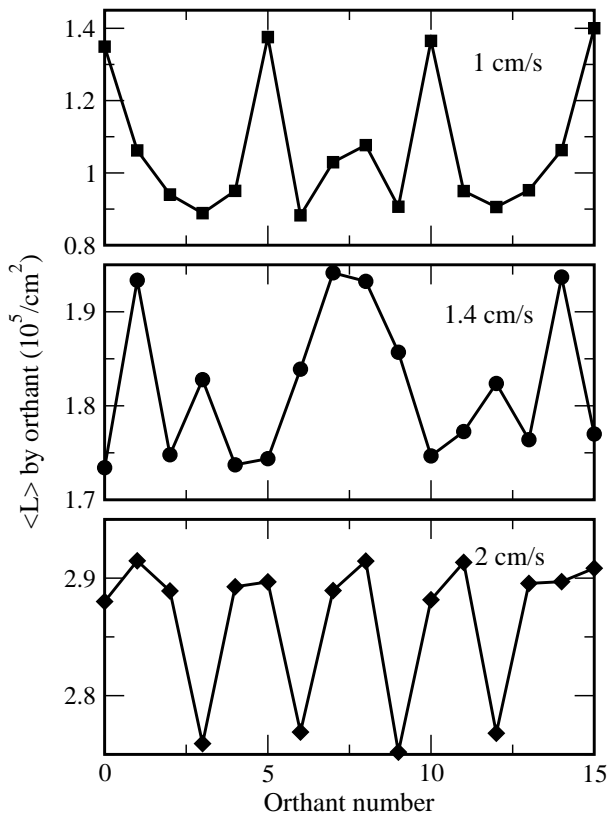 1.4
1.2
1
0.8
1 cm/s
1.9
1.8
1.7
1.4 cm/s
<L> by orthant (10^5/cm^2)
2.9
2.8
2 cm/s
0 5 10 15
Orthant number